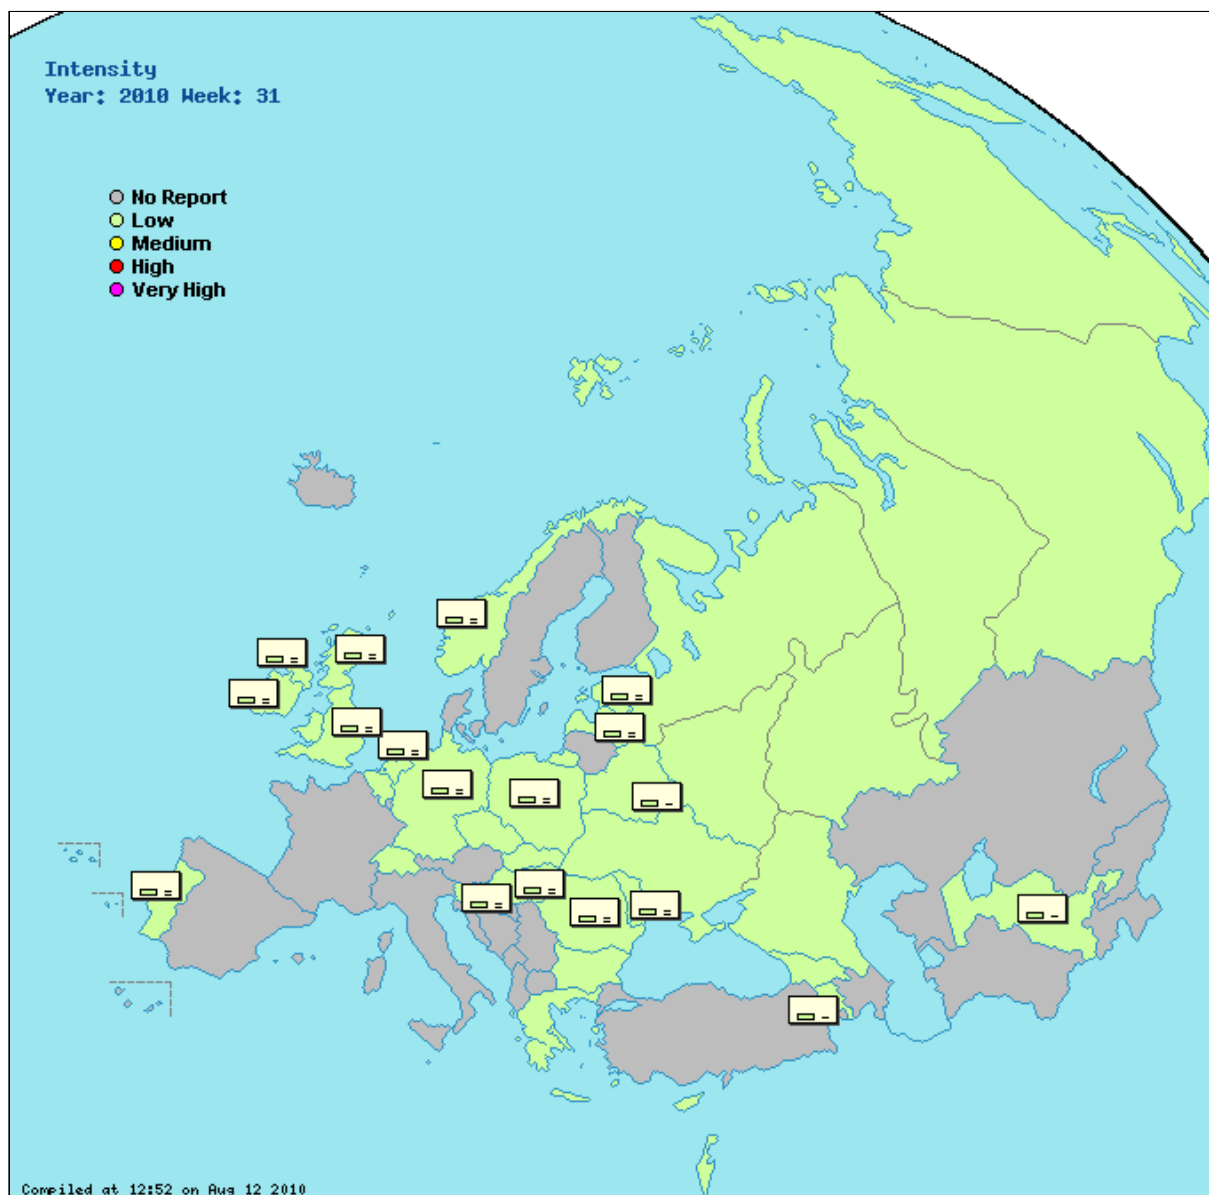 Intensity
Year: 2010 Week: 31
No Report
Low
Medium
High
Very High
Compiled at 12:52 on Aug 12 2010